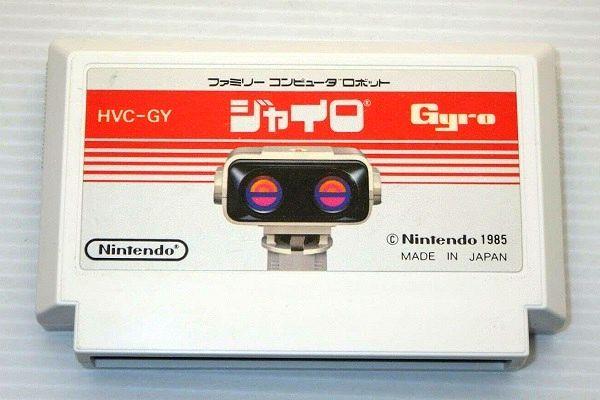 ファミリー コンピュータ ロボット
HVC-GY ジャイロ® Gyro
Nintendo®
© Nintendo 1985
MADE IN JAPAN